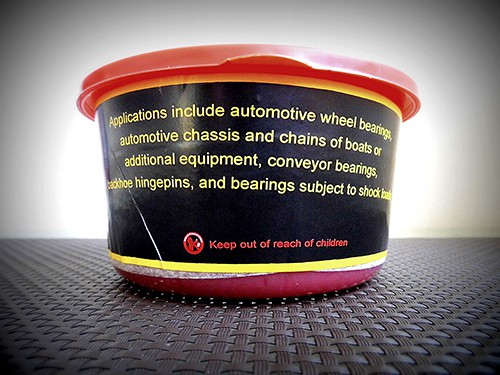 Applications include automotive wheel bearings,
automotive chassis and chains of boats or
additional equipment, conveyor bearings,
backhoe hingepins, and bearings subject to shock loads
Keep out of reach of children